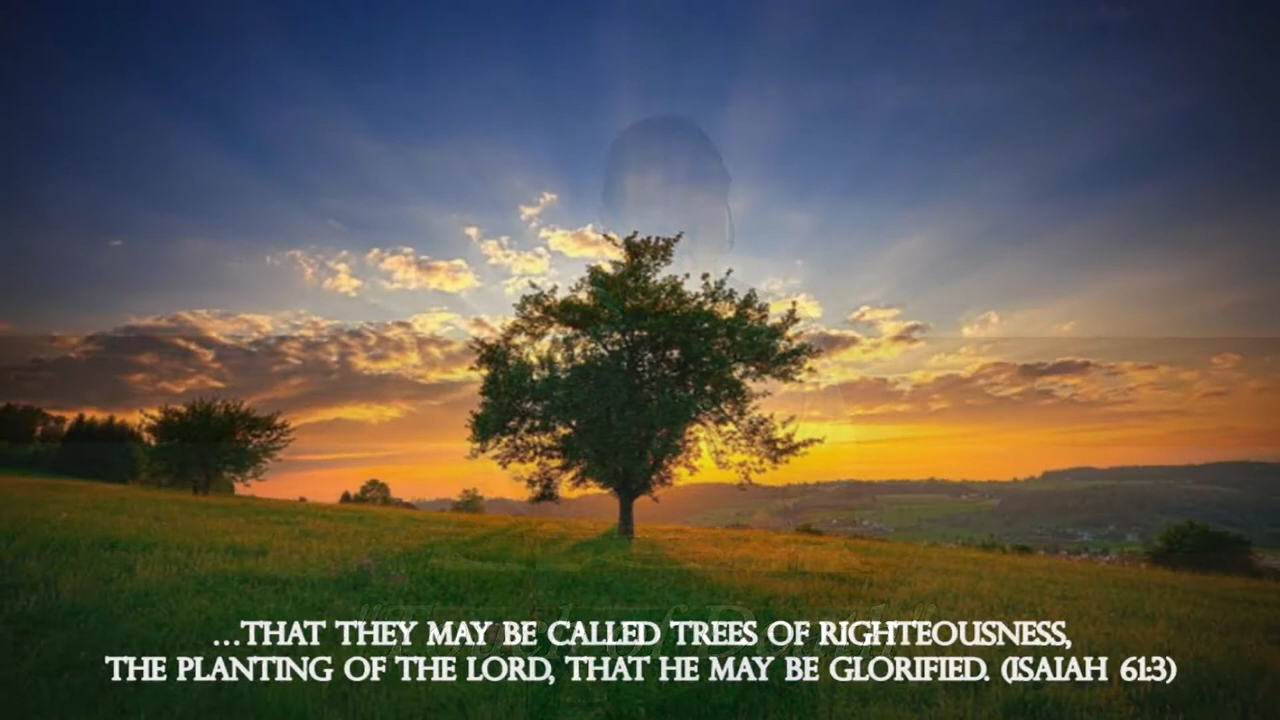 ...THAT THEY MAY BE CALLED TREES OF RIGHTEOUSNESS,
THE PLANTING OF THE LORD, THAT HE MAY BE GLORIFIED. (ISAIAH 61:3)